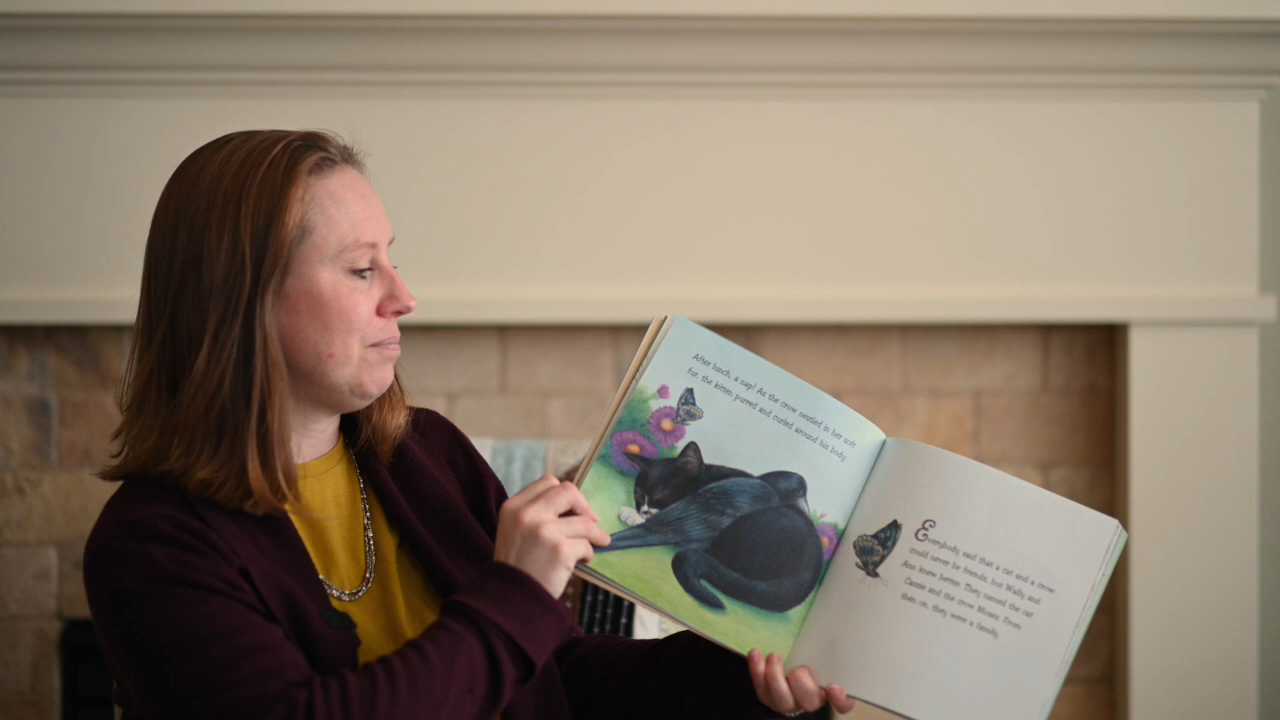 After lunch, a nap! As the crow nestled in her soft
fur, the kitten purred and curled around his body.
Everybody said that a cat and a crow
could never be friends, but Wally and
Ann knew better. They named the cat
Cassie and the crow Moses. From
then on, they were a family.